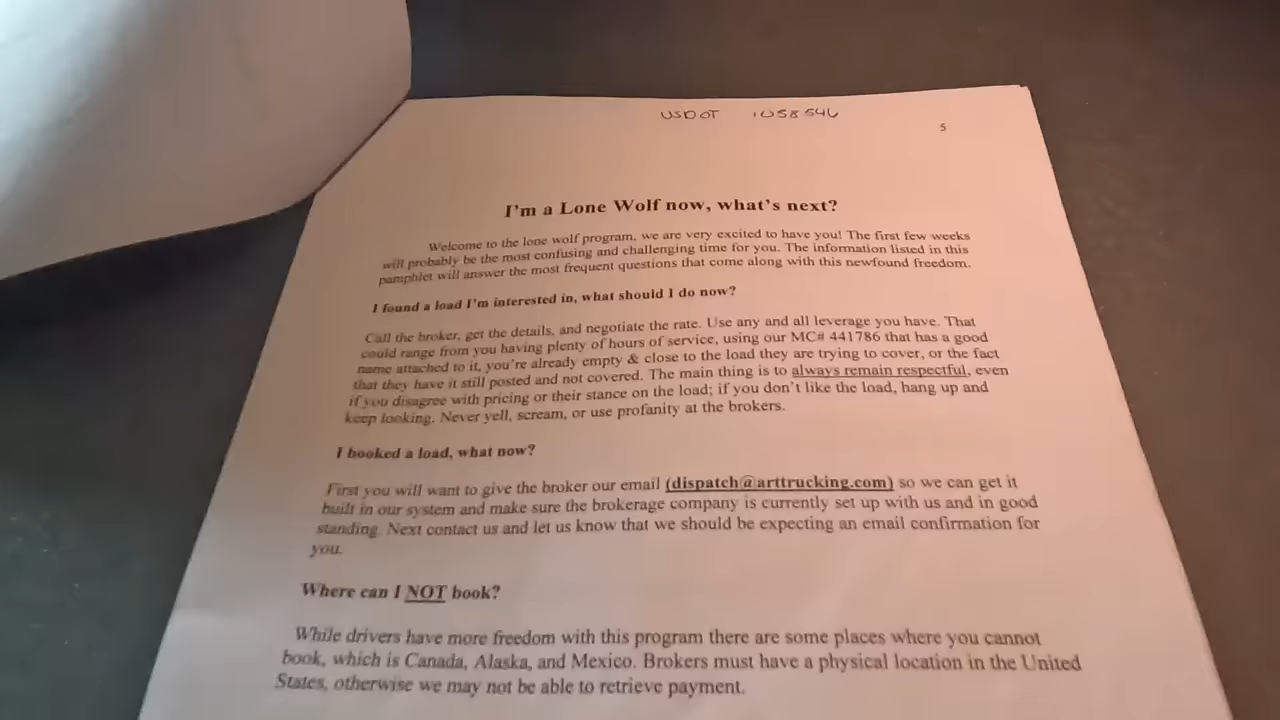 USDOT 1058546
5
I'm a Lone Wolf now, what's next?
Welcome to the lone wolf program, we are very excited to have you! The first few weeks
will probably be the most confusing and challenging time for you. The information listed in this
pamphlet will answer the most frequent questions that come along with this newfound freedom.
I found a load I'm interested in, what should I do now?
Call the broker, get the details, and negotiate the rate. Use any and all leverage you have. That
could range from you having plenty of hours of service, using our MC# 441786 that has a good
name attached to it, you're already empty & close to the load they are trying to cover, or the fact
that they have it still posted and not covered. The main thing is to always remain respectful, even
if you disagree with pricing or their stance on the load; if you don't like the load, hang up and
keep looking. Never yell, scream, or use profanity at the brokers.
I booked a load, what now?
First you will want to give the broker our email (dispatch@arttrucking.com) so we can get it
built in our system and make sure the brokerage company is currently set up with us and in good
standing. Next contact us and let us know that we should be expecting an email confirmation for
you.
Where can I NOT book?
While drivers have more freedom with this program there are some places where you cannot
book, which is Canada, Alaska, and Mexico. Brokers must have a physical location in the United
States, otherwise we may not be able to retrieve payment.